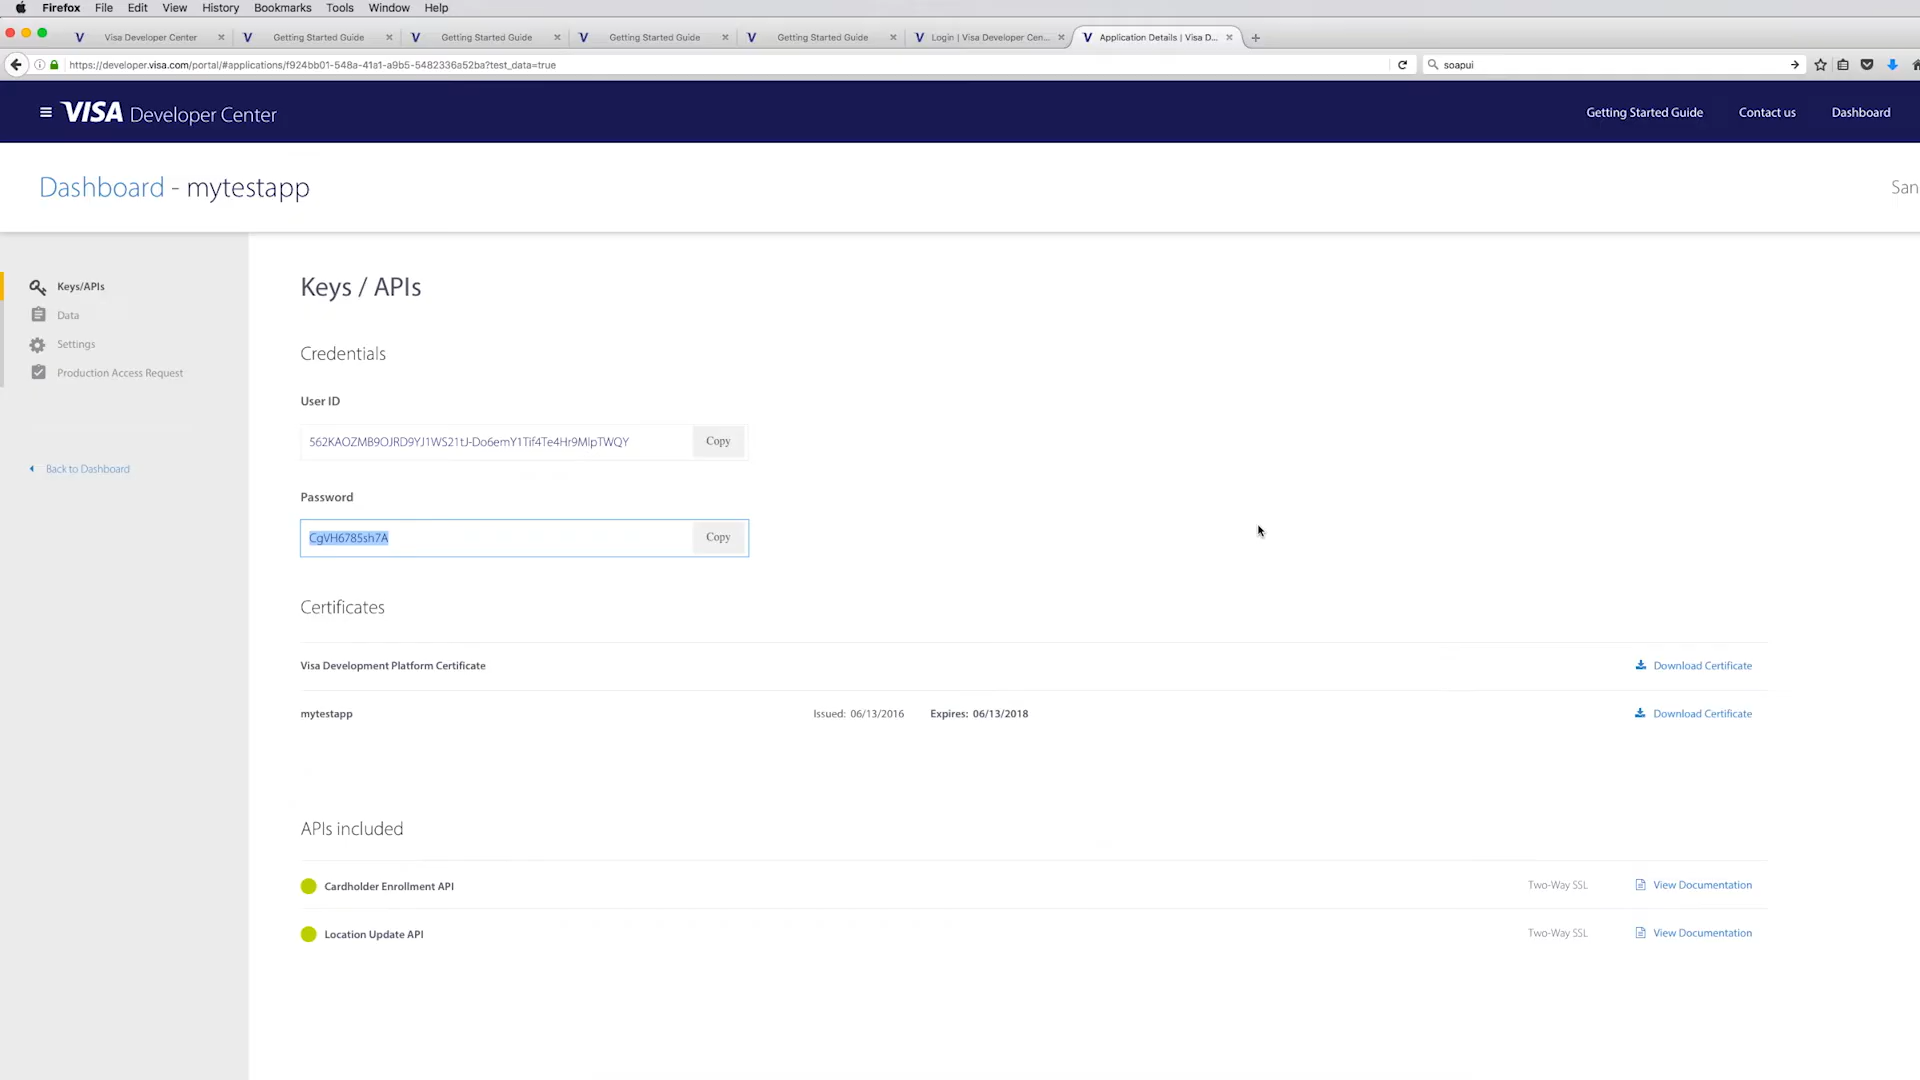 Firefox File Edit View History Bookmarks Tools Window Help
Visa Developer Center Getting Started Guide Getting Started Guide Getting Started Guide Getting Started Guide Login | Visa Developer Cen... Application Details | Visa D...
https://developer.visa.com/portal/#applications/f924bb01-548a-41a1-a9b5-5482336a52ba?test_data=true soapui
VISA Developer Center Getting Started Guide Contact us Dashboard
Dashboard - mytestapp San
Keys/APIs
Data
Settings
Production Access Request
Back to Dashboard
Keys / APIs
Credentials
User ID
562KAOZMB9OJRD9YJ1WS21tJ-Do6emY1Tif4Te4Hr9MlpTWQY Copy
Password
CgVH6785sh7A Copy
Certificates
Visa Development Platform Certificate Download Certificate
mytestapp Issued: 06/13/2016 Expires: 06/13/2018 Download Certificate
APIs included
Cardholder Enrollment API Two-Way SSL View Documentation
Location Update API Two-Way SSL View Documentation